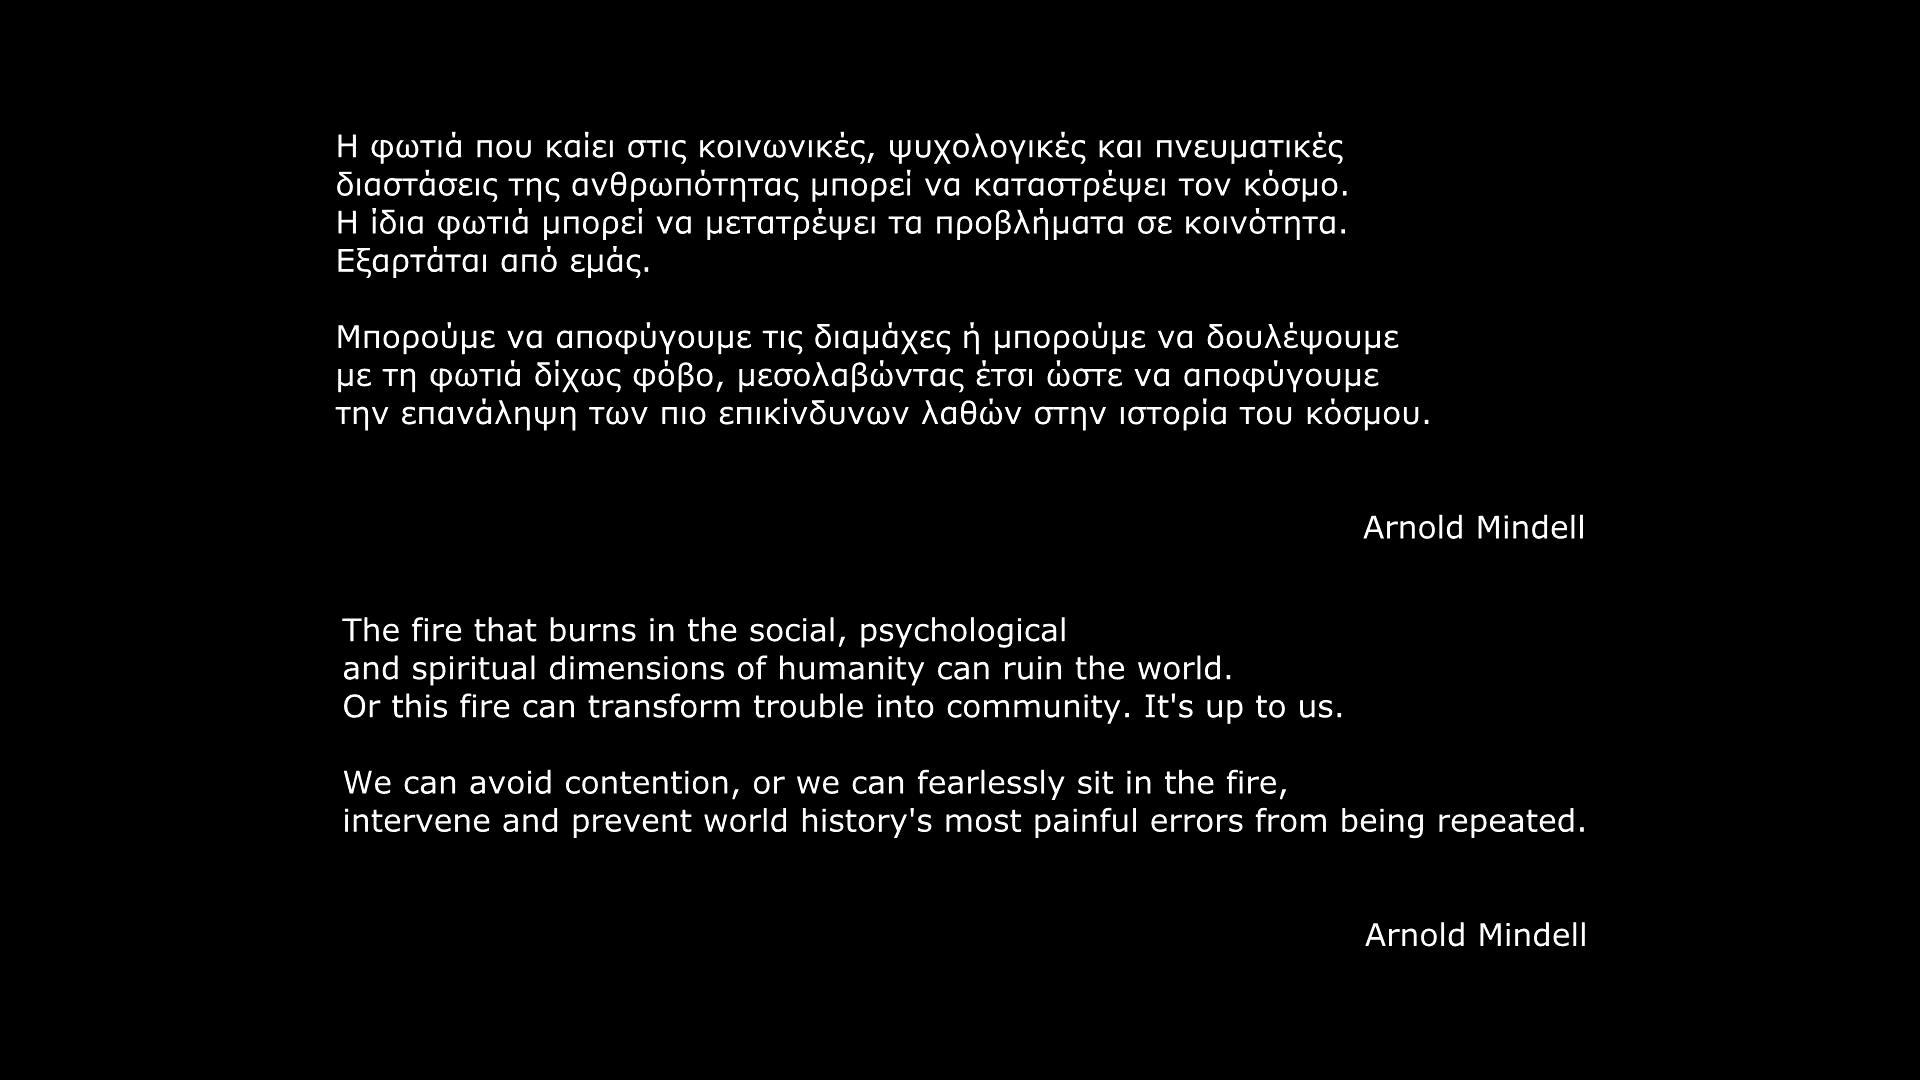 Η φωτιά που καίει στις κοινωνικές, ψυχολογικές και πνευματικές
διαστάσεις της ανθρωπότητας μπορεί να καταστρέψει τον κόσμο.
Η ίδια φωτιά μπορεί να μετατρέψει τα προβλήματα σε κοινότητα.
Εξαρτάται από εμάς.
Μπορούμε να αποφύγουμε τις διαμάχες ή μπορούμε να δουλέψουμε
με τη φωτιά δίχως φόβο, μεσολαβώντας έτσι ώστε να αποφύγουμε
την επανάληψη των πιο επικίνδυνων λαθών στην ιστορία του κόσμου.
Arnold Mindell
The fire that burns in the social, psychological
and spiritual dimensions of humanity can ruin the world.
Or this fire can transform trouble into community. It's up to us.
We can avoid contention, or we can fearlessly sit in the fire,
intervene and prevent world history's most painful errors from being repeated.
Arnold Mindell